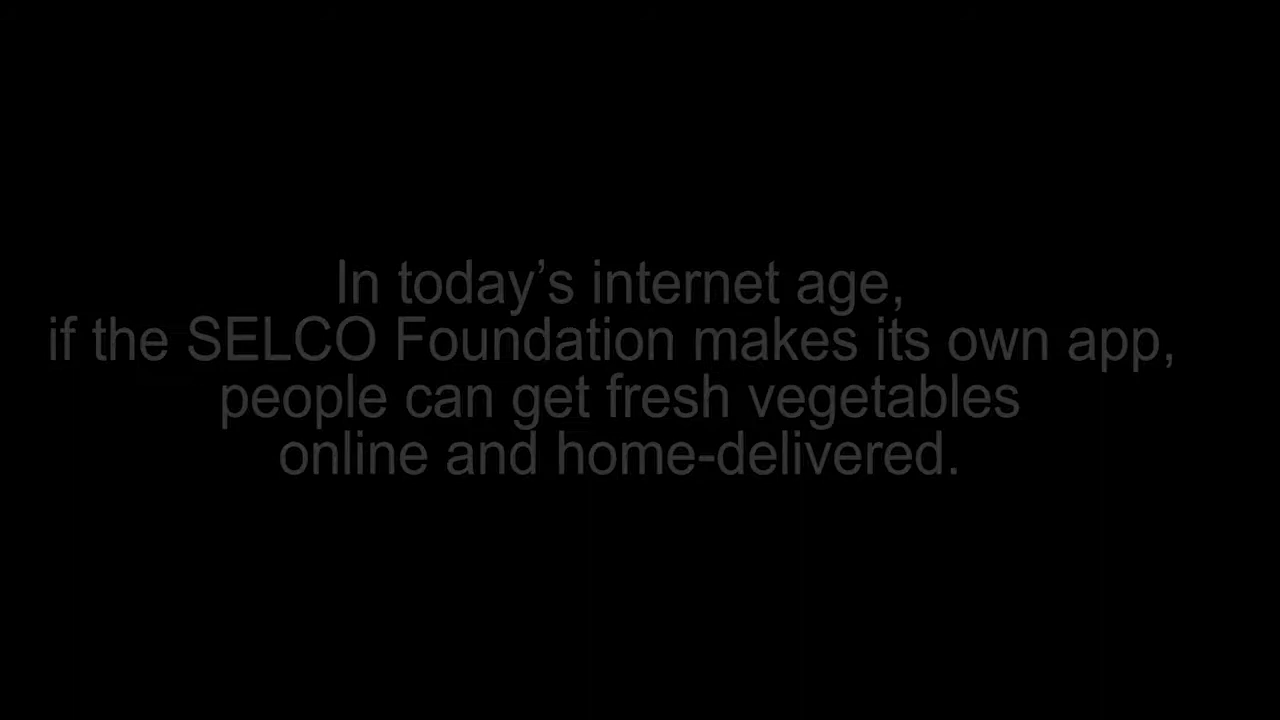 In today’s internet age,
if the SELCO Foundation makes its own app,
people can get fresh vegetables
online and home-delivered.